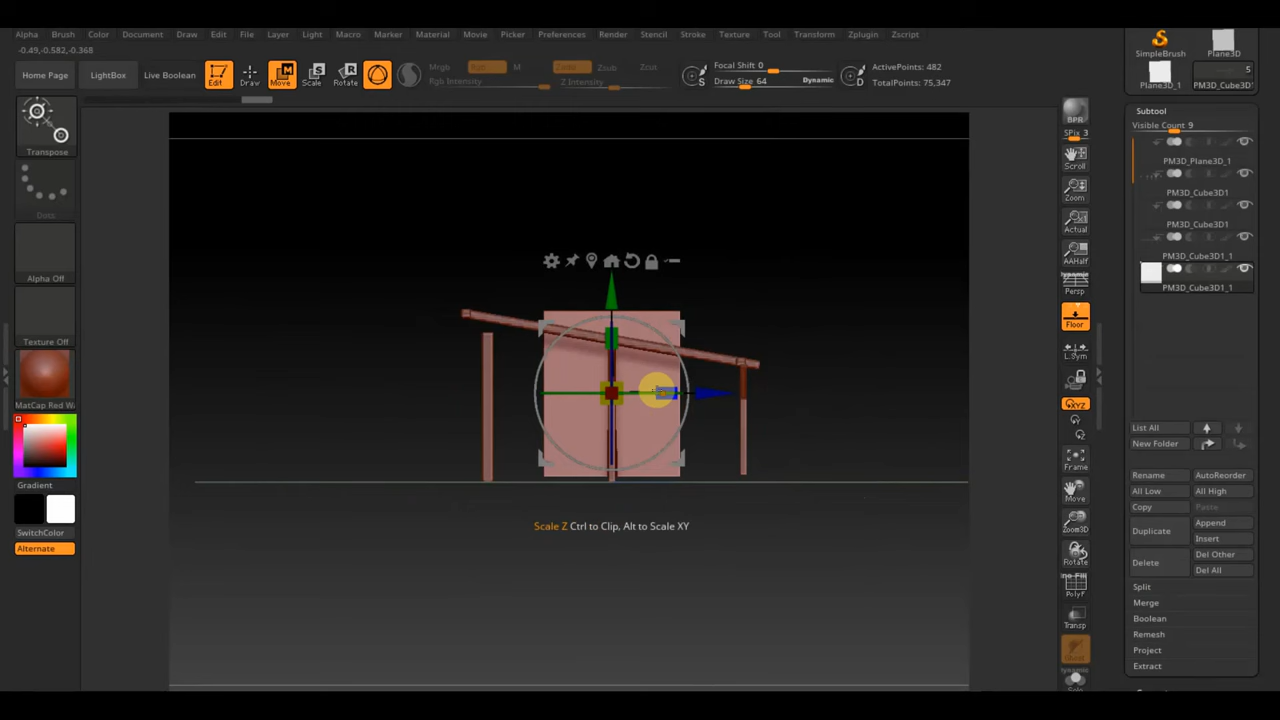 Alpha Brush Color Document Draw Edit File Layer Light Macro Marker Material Movie Picker Preferences Render Stencil Stroke Texture Tool Transform Zplugin Zscript
-0.49,-0.582,-0.368
Home Page LightBox Live Boolean Edit Draw Move Scale Rotate
Mrgb Rgb M Zadd Zsub Zcut
Rgb Intensity Z Intensity
S Focal Shift 0
Draw Size 64 Dynamic
D ActivePoints: 482
TotalPoints: 75,347
SimpleBrush Plane3D
Plane3D_1 5 PM3D_Cube3D
Transpose
Dots
Alpha Off
Texture Off
MatCap Red W
Gradient
SwitchColor
Alternate
Scale Z Ctrl to Clip, Alt to Scale XY
BPR
SPix 3
Scroll
Zoom
Actual
AAHalf
Dynamic
Persp
Floor
L.Sym
XYZ
Y
Z
Frame
Move
Zoom3D
Rotate
PolyF
Transp
Ghost
Dynamic
Solo
Subtool
Visible Count 9
PM3D_Plane3D_1
PM3D_Cube3D1
PM3D_Cube3D1
PM3D_Cube3D1_1
PM3D_Cube3D1_1
List All
New Folder
Rename AutoReorder
All Low All High
Copy Paste
Duplicate Append
Insert
Delete Del Other
Del All
Split
Merge
Boolean
Remesh
Project
Extract